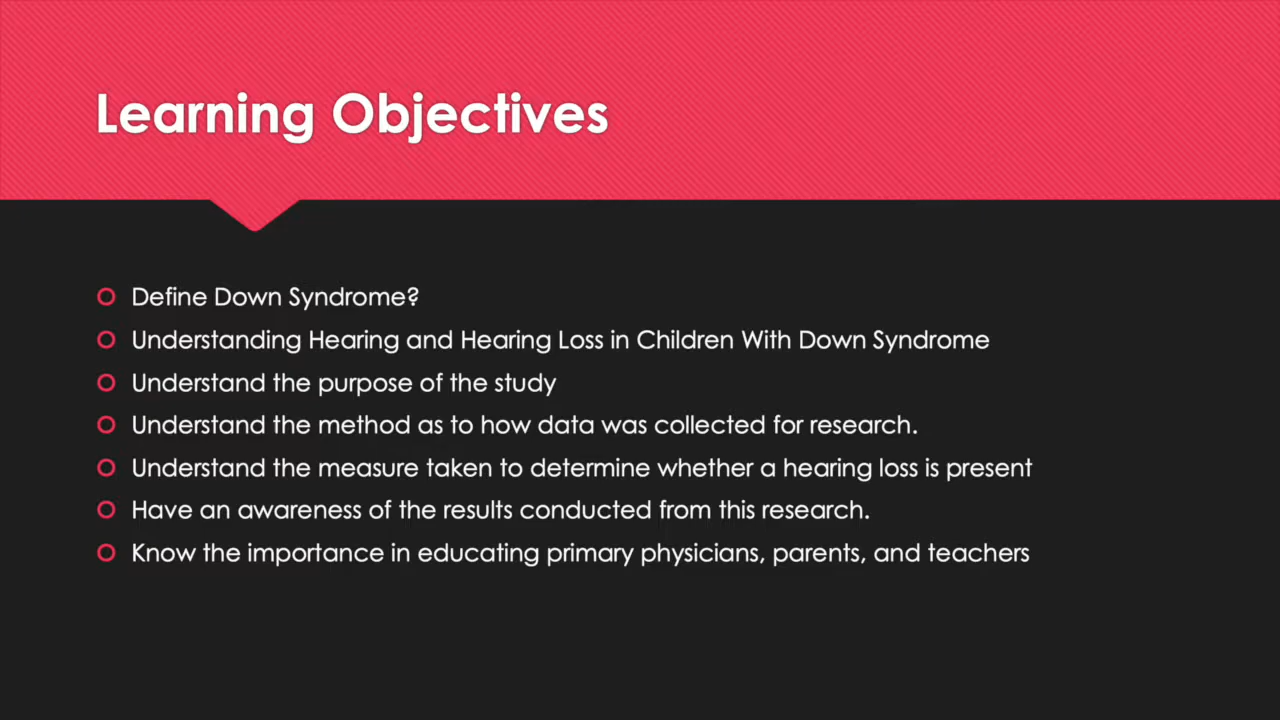 Learning Objectives
Define Down Syndrome?
Understanding Hearing and Hearing Loss in Children With Down Syndrome
Understand the purpose of the study
Understand the method as to how data was collected for research.
Understand the measure taken to determine whether a hearing loss is present
Have an awareness of the results conducted from this research.
Know the importance in educating primary physicians, parents, and teachers